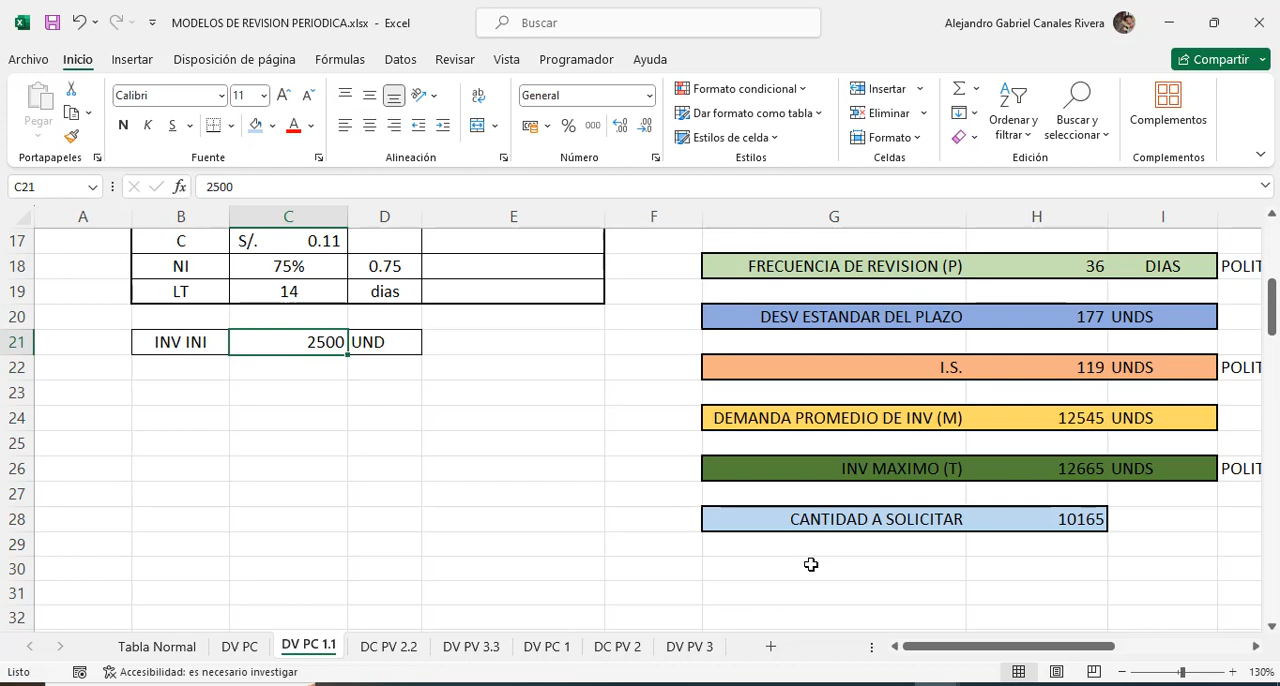 MODELOS DE REVISION PERIODICA.xlsx - Excel
Buscar
Alejandro Gabriel Canales Rivera
Archivo Inicio Insertar Disposición de página Fórmulas Datos Revisar Vista Programador Ayuda Compartir
Pegar
Portapapeles
Calibri 11
N K S
Fuente
ab
Alineación
General
% 000
Número
Formato condicional
Dar formato como tabla
Estilos de celda
Estilos
Insertar
Eliminar
Formato
Celdas
Ordenar y filtrar
Buscar y seleccionar
Edición
Complementos
Complementos
C21 fx 2500
A B C D E F G H I
17 C S/. 0.11
18 NI 75% 0.75 FRECUENCIA DE REVISION (P) 36 DIAS POLIT
19 LT 14 dias
20 DESV ESTANDAR DEL PLAZO 177 UNDS
21 INV INI 2500 UND
22 I.S. 119 UNDS POLIT
23
24 DEMANDA PROMEDIO DE INV (M) 12545 UNDS
25
26 INV MAXIMO (T) 12665 UNDS POLIT
27
28 CANTIDAD A SOLICITAR 10165
29
30
31
32
Tabla Normal DV PC DV PC 1.1 DC PV 2.2 DV PV 3.3 DV PC 1 DC PV 2 DV PV 3
Listo Accesibilidad: es necesario investigar 130%